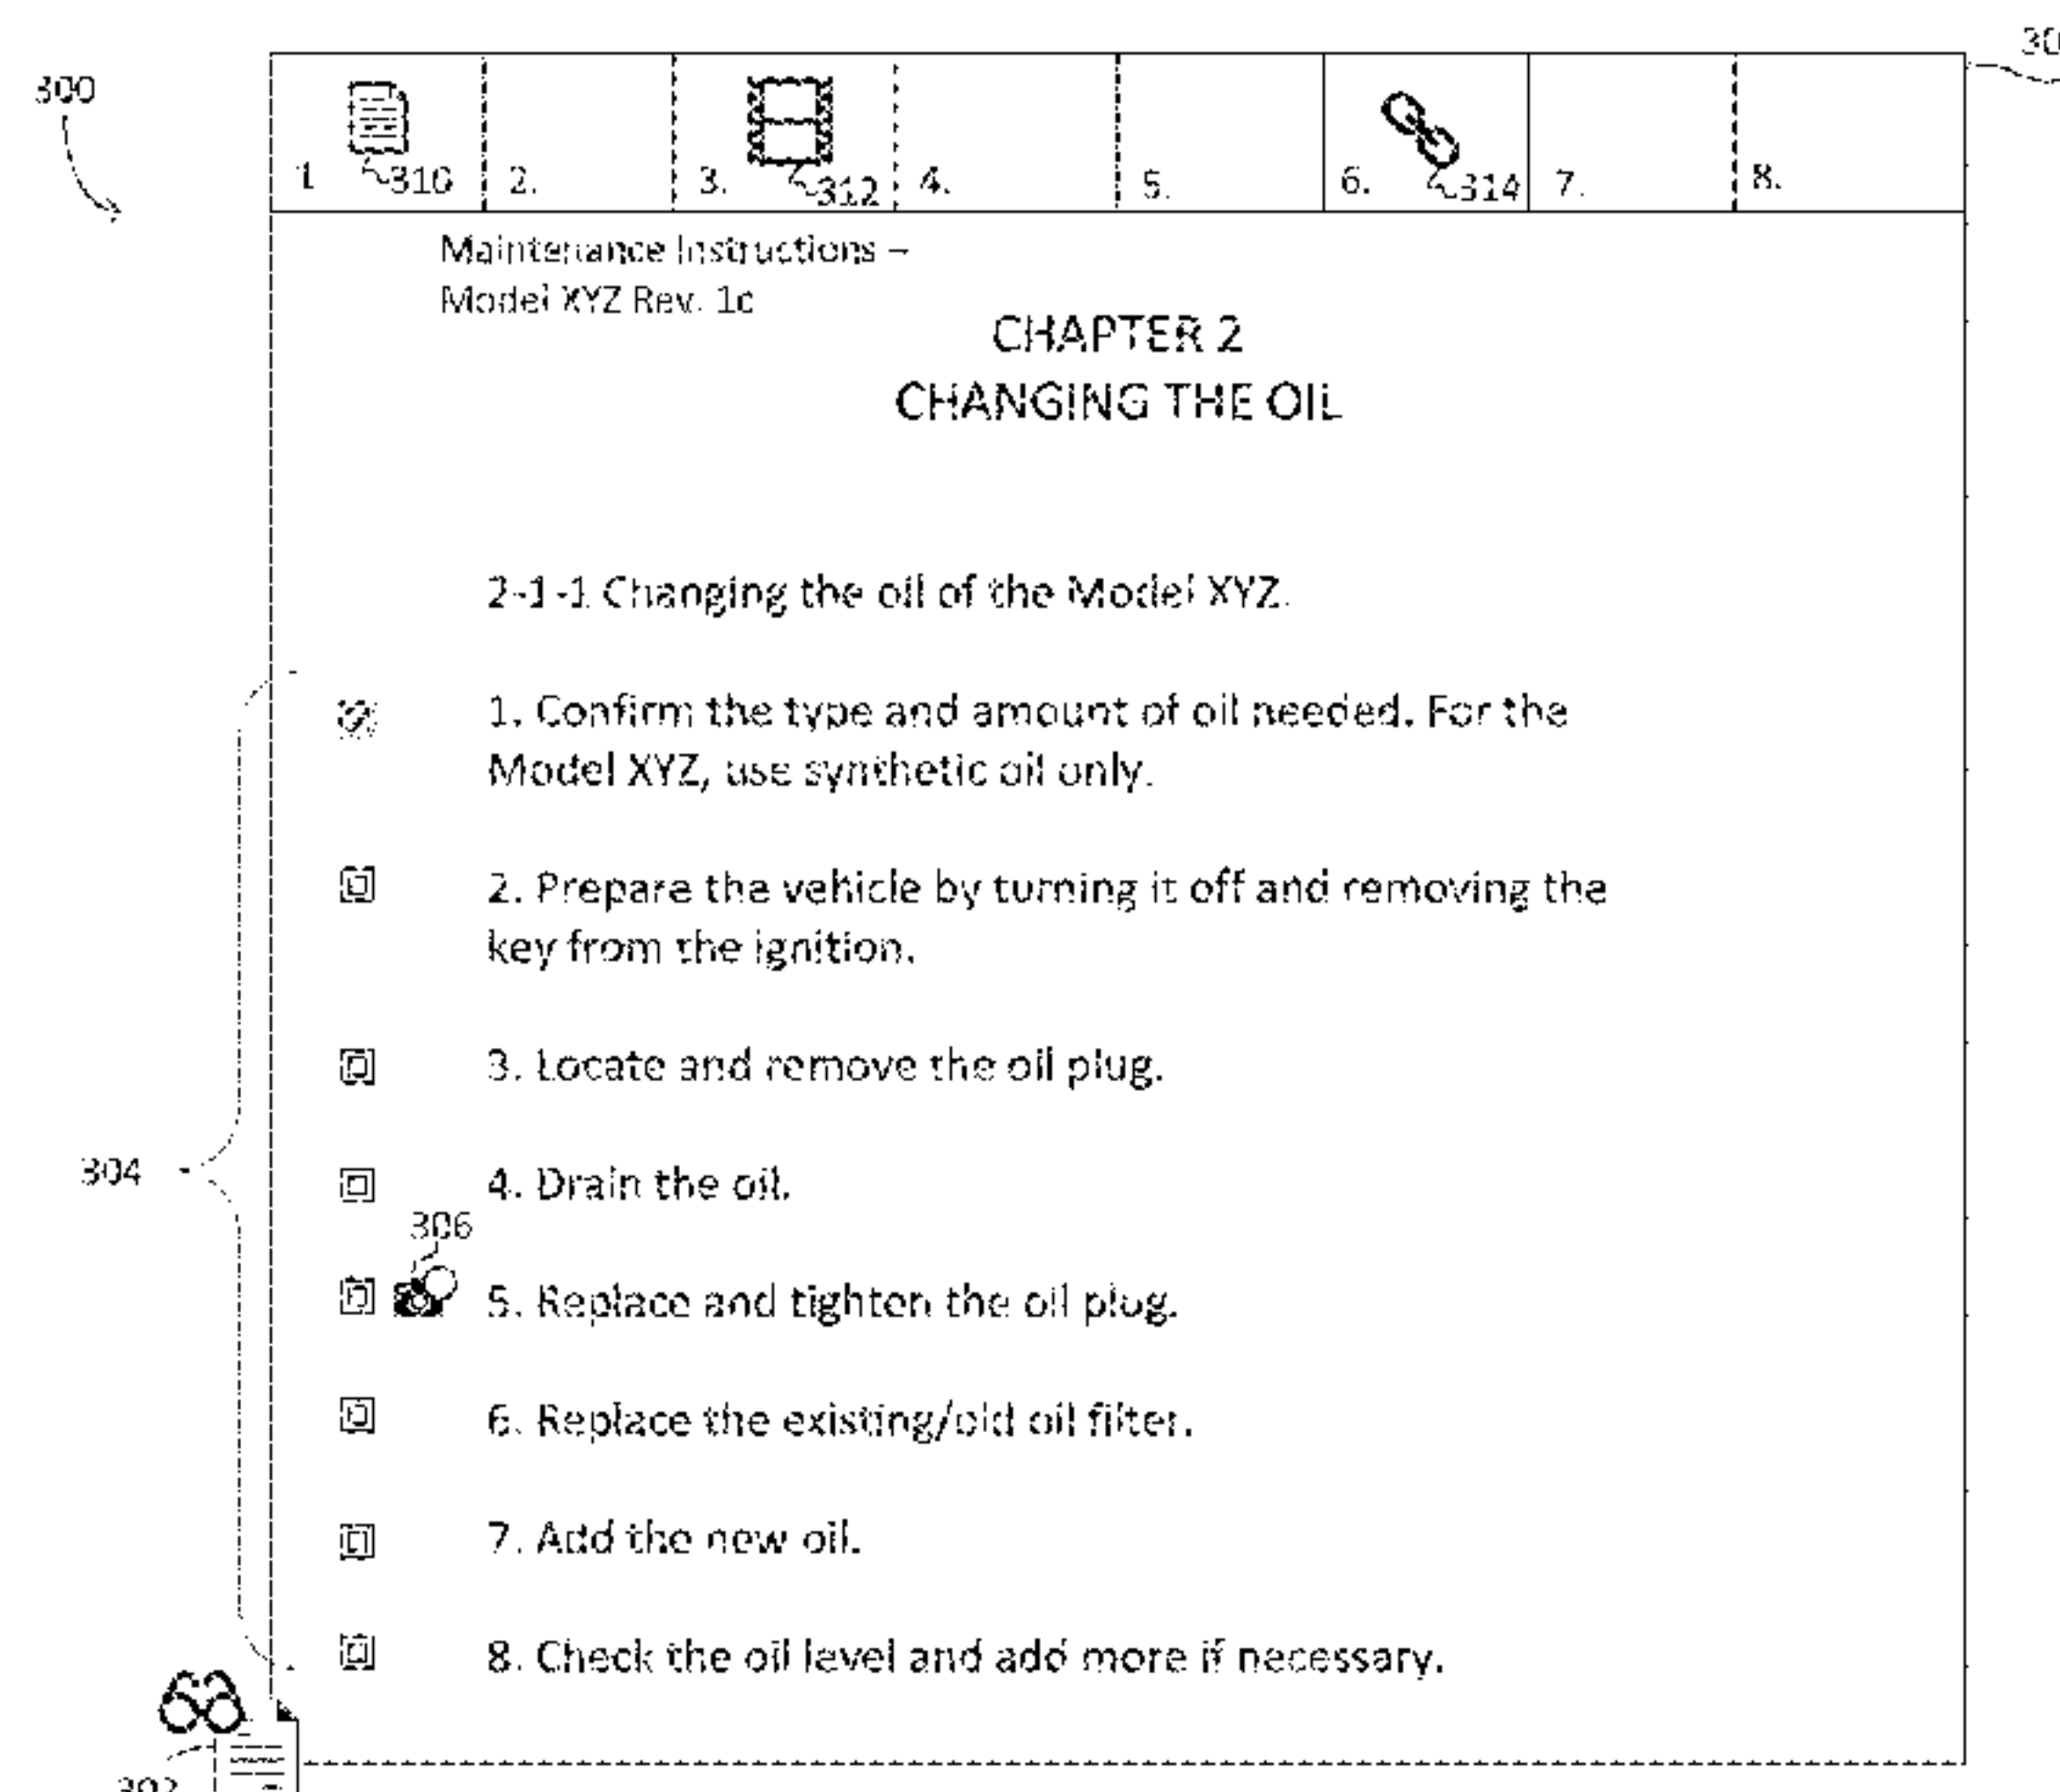 300
1
310
2.
3.
312
4.
5.
6.
314
7.
8.
Maintenance Instructions –
Model XYZ Rev. 1c
CHAPTER 2
CHANGING THE OIL
2-1-1 Changing the oil of the Model XYZ.
1. Confirm the type and amount of oil needed. For the
Model XYZ, use synthetic oil only.
2. Prepare the vehicle by turning it off and removing the
key from the ignition.
3. Locate and remove the oil plug.
304
4. Drain the oil.
306
5. Replace and tighten the oil plug.
6. Replace the existing/old oil filter.
7. Add the new oil.
8. Check the oil level and add more if necessary.